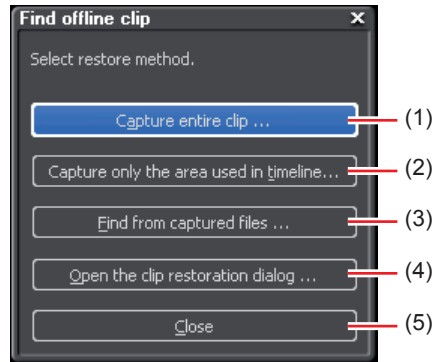 Find offline clip x
Select restore method.
Capture entire clip ... (1)
Capture only the area used in timeline... (2)
Find from captured files ... (3)
Open the clip restoration dialog ... (4)
Close (5)